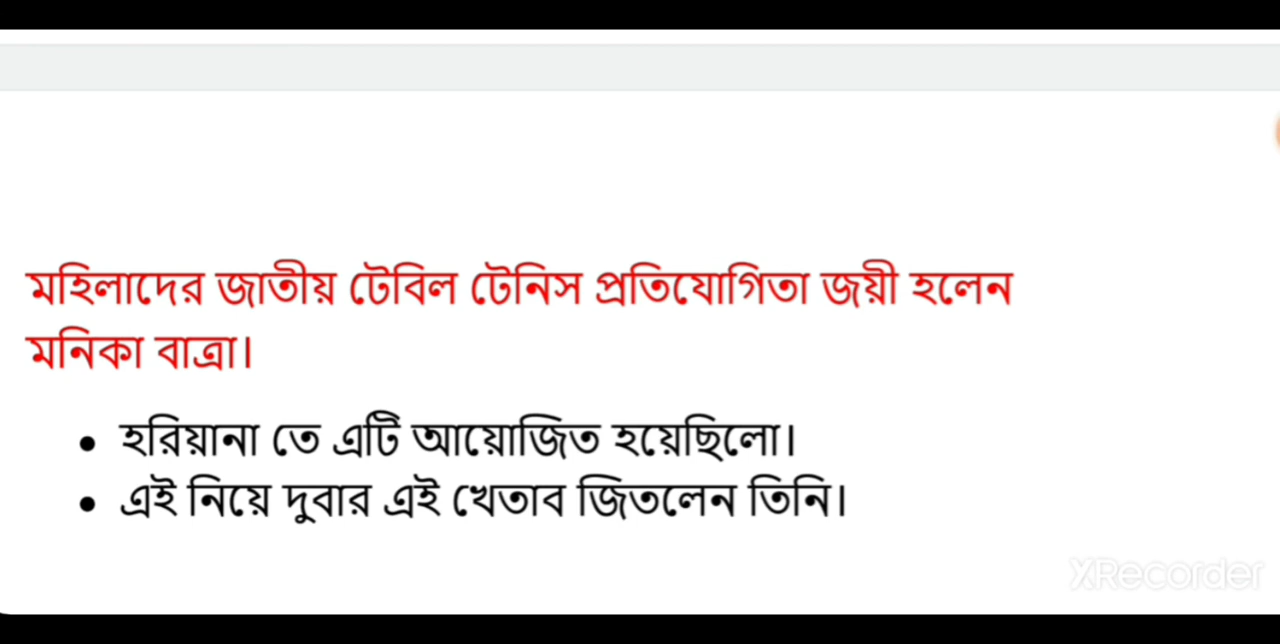 মহিলাদের জাতীয় টেবিল টেনিস প্রতিযোগিতা জয়ী হলেন
মনিকা বাত্রা।
• হরিয়ানা তে এটি আয়োজিত হয়েছিলো।
• এই নিয়ে দুবার এই খেতাব জিতলেন তিনি।
XRecorder